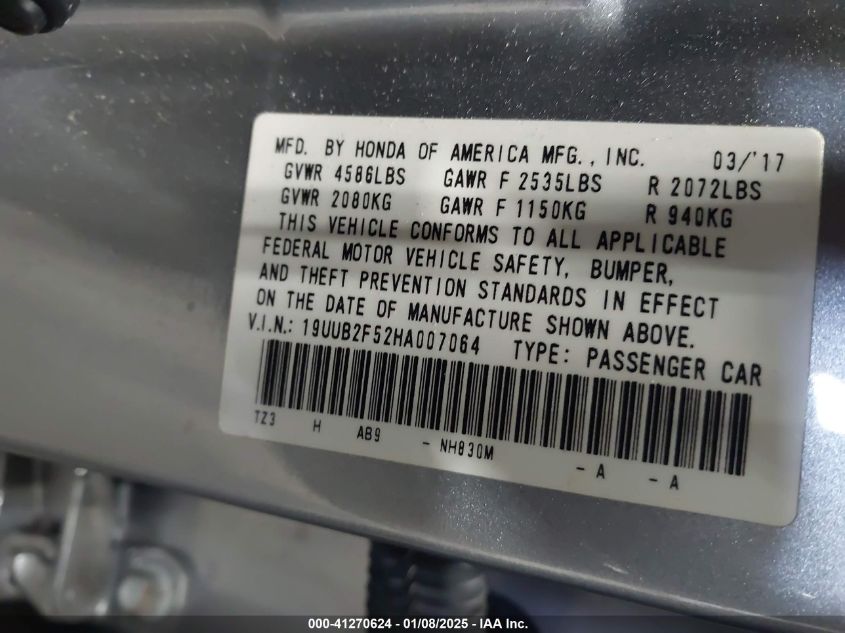 MFD. BY HONDA OF AMERICA MFG., INC. 03/'17
GVWR 4586LBS GAWR F 2535LBS R 2072LBS
GVWR 2080KG GAWR F 1150KG R 940KG
THIS VEHICLE CONFORMS TO ALL APPLICABLE
FEDERAL MOTOR VEHICLE SAFETY, BUMPER,
AND THEFT PREVENTION STANDARDS IN EFFECT
ON THE DATE OF MANUFACTURE SHOWN ABOVE.
V.I.N.: 19UUB2F52HA007064 TYPE: PASSENGER CAR
TZ3 H AB9 - NH830M - A - A
000-41270624 | 01/08/2025 - IAA Inc.